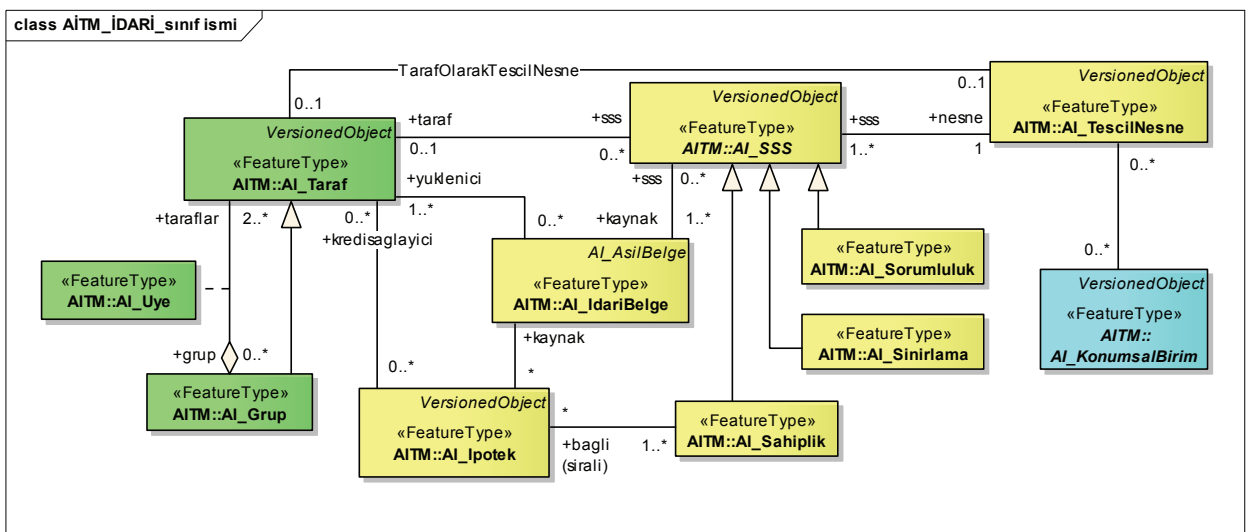 class AİTM_İDARİ_sınıf ismi
TarafOlarakTescilNesne
0..1
0..1
VersionedObject
«FeatureType»
AITM::AI_Taraf
+taraf
0..1
+sss
0..*
VersionedObject
«FeatureType»
AITM::AI_SSS
+sss
1..*
+nesne
1
VersionedObject
«FeatureType»
AITM::AI_TescilNesne
+yuklenici
1..*
0..*
+sss
0..*
+kaynak
1..*
0..*
0..*
+taraflar
2..*
0..*
+kredisaglayici
AI_AsilBelge
«FeatureType»
AITM::AI_IdariBelge
«FeatureType»
AITM::AI_Sorumluluk
«FeatureType»
AITM::AI_Uye
VersionedObject
«FeatureType»
AITM::
AI_KonumsalBirim
«FeatureType»
AITM::AI_Sinirlama
+grup
0..*
+kaynak
*
0..*
«FeatureType»
AITM::AI_Grup
VersionedObject
«FeatureType»
AITM::AI_Ipotek
*
+bagli
(sirali)
1..*
«FeatureType»
AITM::AI_Sahiplik